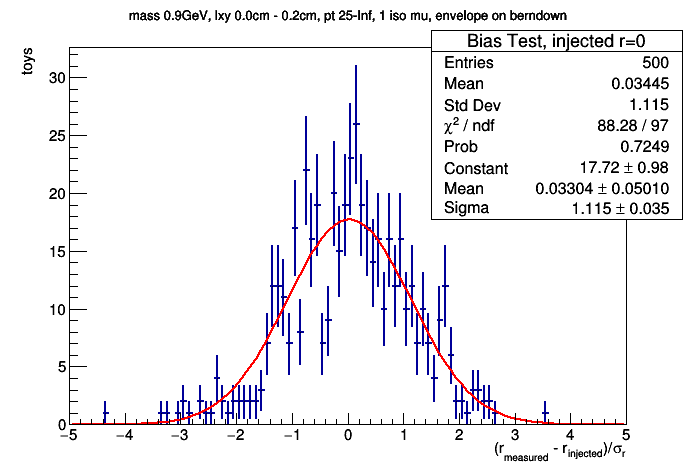 mass 0.9GeV, lxy 0.0cm - 0.2cm, pt 25-Inf, 1 iso mu, envelope on berndown
Bias Test, injected r=0
Entries 500
Mean 0.03445
Std Dev 1.115
χ² / ndf 88.28 / 97
Prob 0.7249
Constant 17.72 ± 0.98
Mean 0.03304 ± 0.05010
Sigma 1.115 ± 0.035
toys
30
25
20
15
10
5
0
−5 −4 −3 −2 −1 0 1 2 3 4 5
(r_measured - r_injected)/σ_r